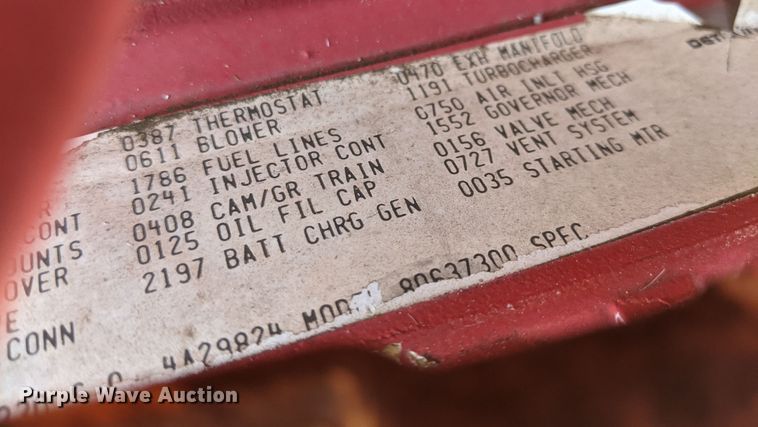 0387 THERMOSTAT 0470 EXH MANIFOLD
0611 BLOWER 1191 TURBOCHARGER
1786 FUEL LINES 0750 AIR INLT HSG
0241 INJECTOR CONT 1552 GOVERNOR MECH
CONT 0408 CAM/GR TRAIN 0156 VALVE MECH
UNTS 0125 OIL FIL CAP 0727 VENT SYSTEM
OVER 2197 BATT CHRG GEN 0035 STARTING MTR
E
CONN
4A29824 MODEL 80637300 SPEC
Purple Wave Auction